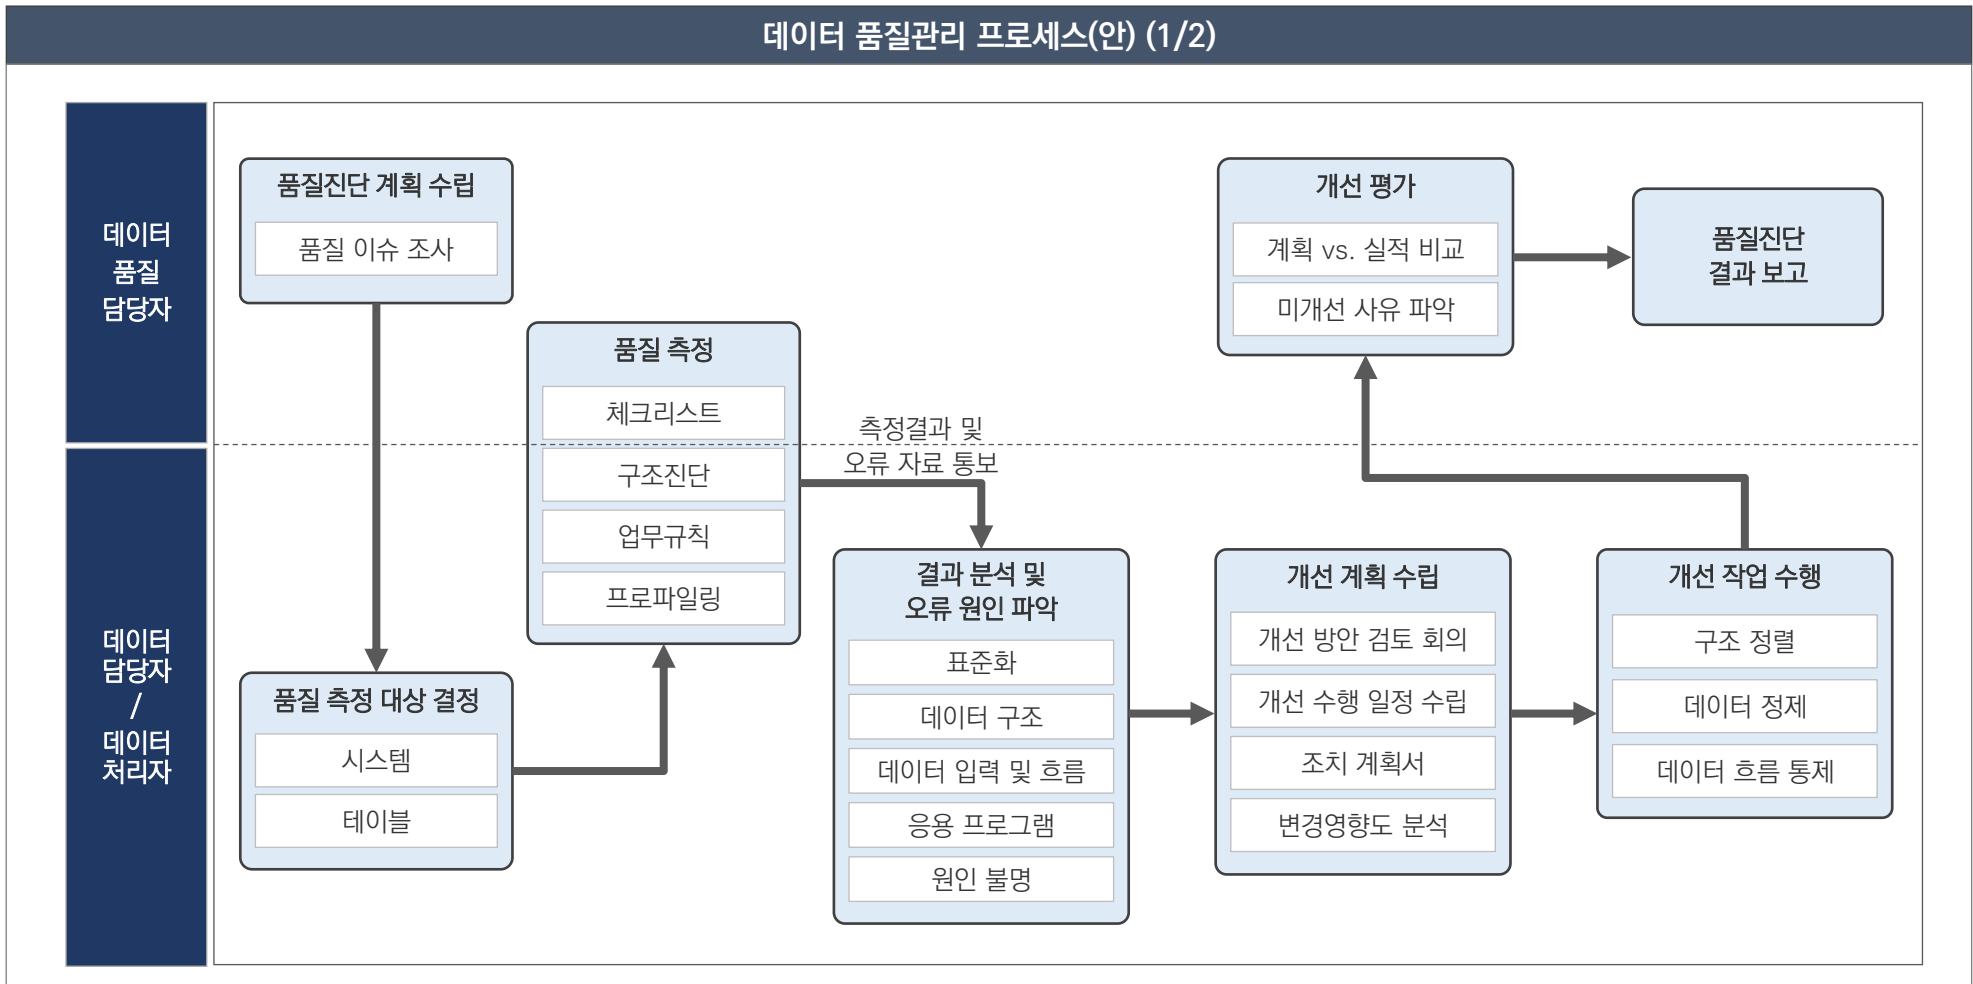 데이터 품질관리 프로세스(안) (1/2)
데이터
품질
담당자
품질진단 계획 수립
품질 이슈 조사
품질 측정
체크리스트
구조진단
업무규칙
프로파일링
측정결과 및
오류 자료 통보
개선 평가
계획 vs. 실적 비교
미개선 사유 파악
품질진단
결과 보고
데이터
담당자
/
데이터
처리자
품질 측정 대상 결정
시스템
테이블
결과 분석 및
오류 원인 파악
표준화
데이터 구조
데이터 입력 및 흐름
응용 프로그램
원인 불명
개선 계획 수립
개선 방안 검토 회의
개선 수행 일정 수립
조치 계획서
변경영향도 분석
개선 작업 수행
구조 정렬
데이터 정제
데이터 흐름 통제